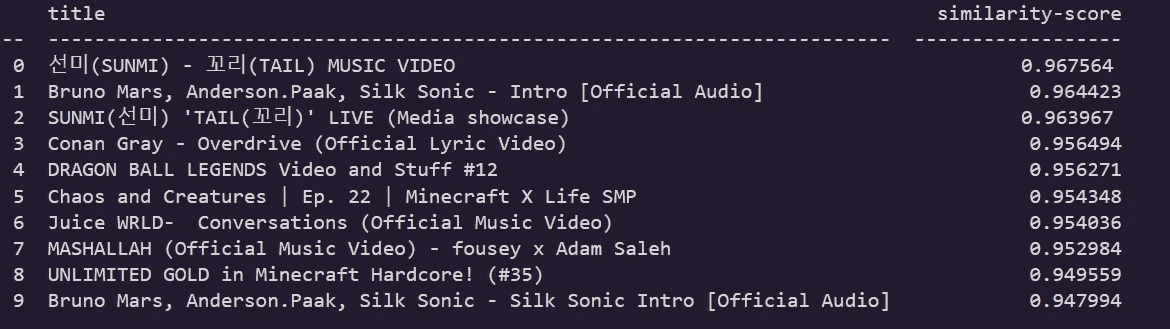 title similarity-score
-- ---------------------------------------------------------------------- ------------------
0 선미(SUNMI) - 꼬리(TAIL) MUSIC VIDEO 0.967564
1 Bruno Mars, Anderson.Paak, Silk Sonic - Intro [Official Audio] 0.964423
2 SUNMI(선미) 'TAIL(꼬리)' LIVE (Media showcase) 0.963967
3 Conan Gray - Overdrive (Official Lyric Video) 0.956494
4 DRAGON BALL LEGENDS Video and Stuff #12 0.956271
5 Chaos and Creatures | Ep. 22 | Minecraft X Life SMP 0.954348
6 Juice WRLD-  Conversations (Official Music Video) 0.954036
7 MASHALLAH (Official Music Video) - fousey x Adam Saleh 0.952984
8 UNLIMITED GOLD in Minecraft Hardcore! (#35) 0.949559
9 Bruno Mars, Anderson.Paak, Silk Sonic - Silk Sonic Intro [Official Audio] 0.947994